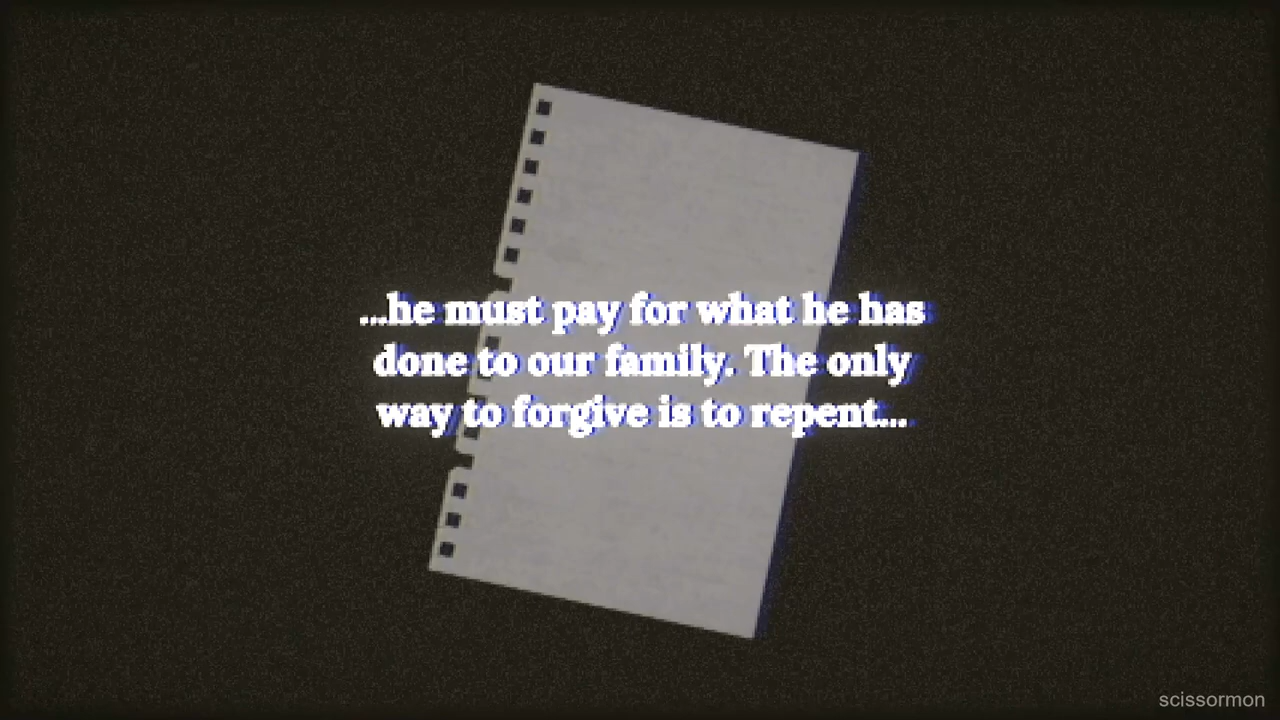 ...he must pay for what he has
done to our family. The only
way to forgive is to repent...
scissormon